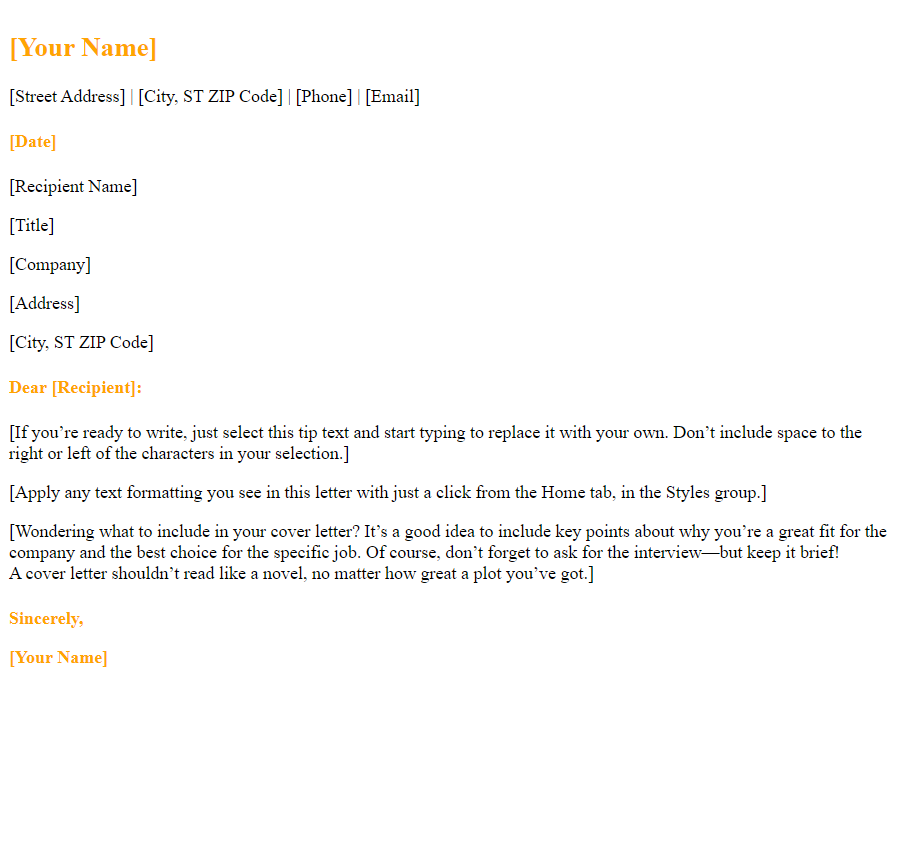 [Your Name]
[Street Address] | [City, ST ZIP Code] | [Phone] | [Email]
[Date]
[Recipient Name]
[Title]
[Company]
[Address]
[City, ST ZIP Code]
Dear [Recipient]:
[If you’re ready to write, just select this tip text and start typing to replace it with your own. Don’t include space to the
right or left of the characters in your selection.]
[Apply any text formatting you see in this letter with just a click from the Home tab, in the Styles group.]
[Wondering what to include in your cover letter? It’s a good idea to include key points about why you’re a great fit for the
company and the best choice for the specific job. Of course, don’t forget to ask for the interview—but keep it brief!
A cover letter shouldn’t read like a novel, no matter how great a plot you’ve got.]
Sincerely,
[Your Name]